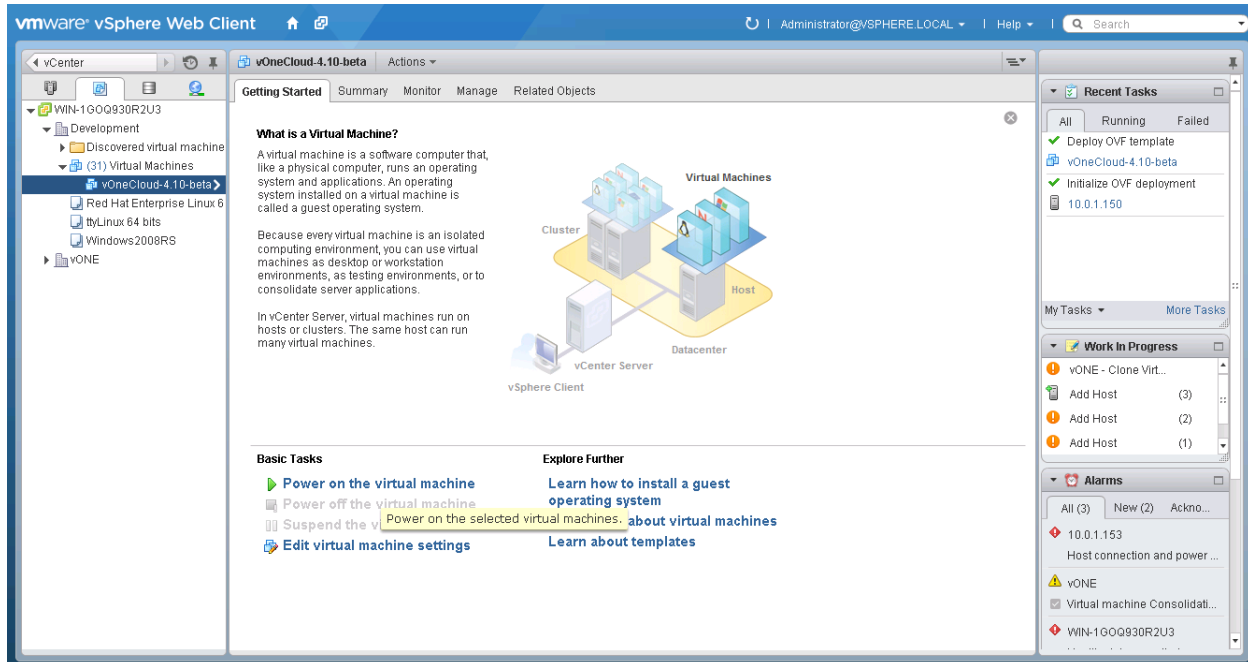 vmware® vSphere Web Client
Administrator@VSPHERE.LOCAL
Help
Search
vCenter
WIN-1GOQ930R2U3
Development
Discovered virtual machine
(31) Virtual Machines
vOneCloud-4.10-beta
Red Hat Enterprise Linux 6
ttyLinux 64 bits
Windows2008RS
vONE
vOneCloud-4.10-beta Actions
Getting Started Summary Monitor Manage Related Objects
What is a Virtual Machine?
A virtual machine is a software computer that,
like a physical computer, runs an operating
system and applications. An operating
system installed on a virtual machine is
called a guest operating system.
Because every virtual machine is an isolated
computing environment, you can use virtual
machines as desktop or workstation
environments, as testing environments, or to
consolidate server applications.
In vCenter Server, virtual machines run on
hosts or clusters. The same host can run
many virtual machines.
Virtual Machines
Cluster
Host
Datacenter
vCenter Server
vSphere Client
Basic Tasks
Power on the virtual machine
Power off the virtual machine
Suspend the v
Power on the selected virtual machines.
Edit virtual machine settings
Explore Further
Learn how to install a guest
operating system
about virtual machines
Learn about templates
Recent Tasks
All Running Failed
Deploy OVF template
vOneCloud-4.10-beta
Initialize OVF deployment
10.0.1.150
My Tasks More Tasks
Work In Progress
vONE - Clone Virt...
Add Host (3)
Add Host (2)
Add Host (1)
Alarms
All (3) New (2) Ackno...
10.0.1.153
Host connection and power ...
vONE
Virtual machine Consolidati...
WIN-1GOQ930R2U3